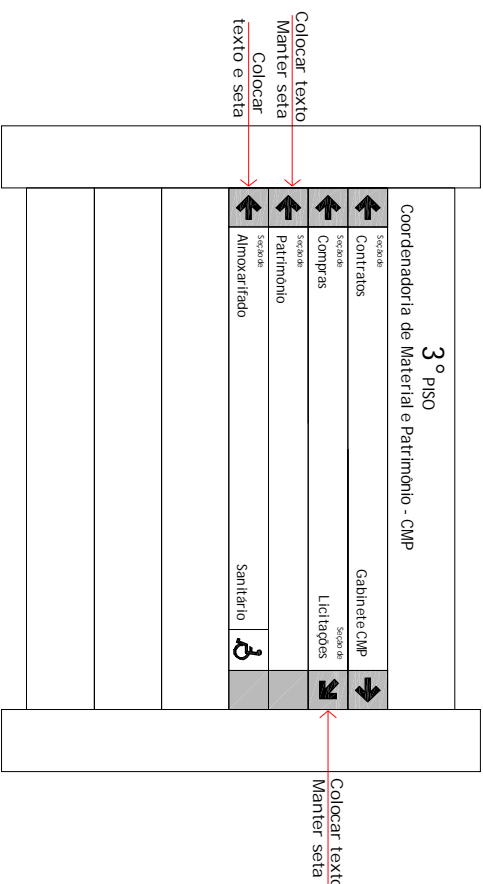 3° PISO
Coordenadoria de Material e Patrimônio - CMP
Seção de
Contratos
Gabinete CMP
Seção de
Compras
Seção de
Licitações
Seção de
Patrimônio
Seção de
Almoxarifado
Sanitário
Colocar texto
Manter seta
Colocar
texto e seta
Colocar texto
Manter seta